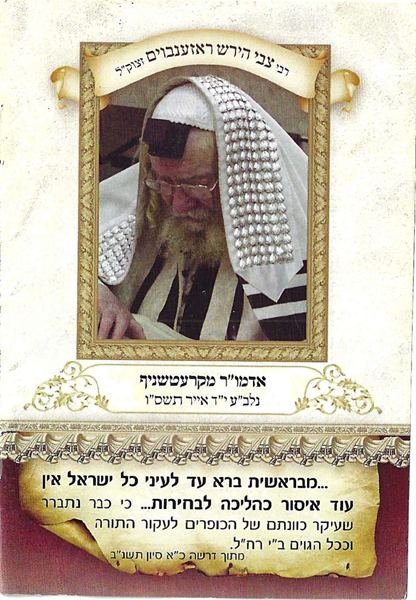 רבי צבי הירש ראזענבוים זצוק"ל
אדמו"ר מקרעטשניף
נלב"ע י"ד אייר תשס"ו
...מבראשית ברא עד לעיני כל ישראל אין
עוד איסור כהליכה לבחירות... כי כבר נתברר
שעיקר כוונתם של הכופרים לעקור התורה
וככל הגוים ב"י רח"ל.
מתוך דרשה כ"א סיון תשנ"ב